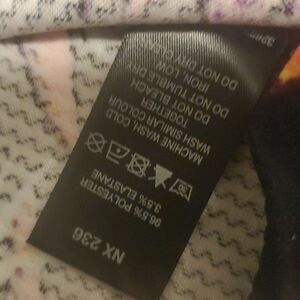 NX 236
96.5% POLYESTER
3.5% ELASTANE
MACHINE WASH COLD
WASH SIMILAR COLOUR
TOGETHER
DO NOT BLEACH
DO NOT TUMBLE DRY
IRON LOW
DO NOT DRY CLEAN